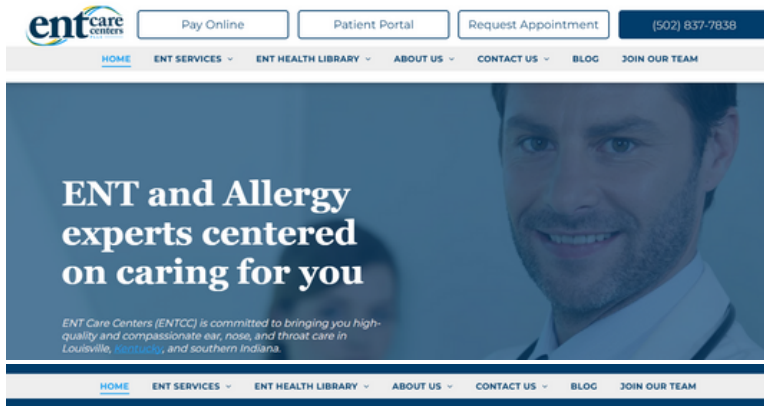 ent care
centers
Pay Online
Patient Portal
Request Appointment
(502) 837-7838
HOME ENT SERVICES ENT HEALTH LIBRARY ABOUT US CONTACT US BLOG JOIN OUR TEAM
ENT and Allergy
experts centered
on caring for you
ENT Care Centers (ENTCC) is committed to bringing you high-
quality and compassionate ear, nose, and throat care in
Louisville, Kentucky, and southern Indiana.
HOME ENT SERVICES ENT HEALTH LIBRARY ABOUT US CONTACT US BLOG JOIN OUR TEAM